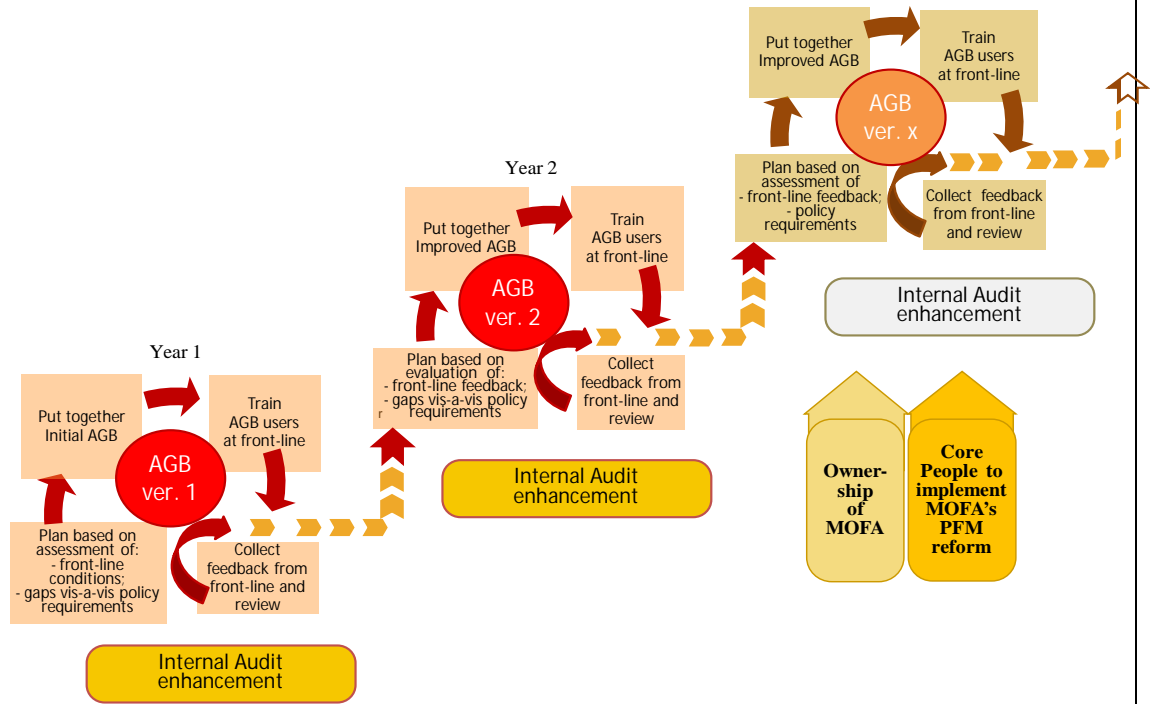 Put together
Improved AGB
Train
AGB users
at front-line
AGB
ver. x
Plan based on
assessment of
- front-line feedback;
- policy
requirements
Collect feedback
from front-line
and review
Internal Audit
enhancement
Year 2
Put together
Improved AGB
Train
AGB users
at front-line
AGB
ver. 2
Plan based on
evaluation of:
- front-line feedback;
- gaps vis-a-vis policy
requirements
r
Collect
feedback from
front-line and
review
Internal Audit
enhancement
Year 1
Put together
Initial AGB
Train
AGB users
at front-line
AGB
ver. 1
Plan based on
assessment of:
- front-line
conditions;
- gaps vis-a-vis policy
requirements
Collect
feedback from
front-line and
review
Internal Audit
enhancement
Owner-
ship
of
MOFA
Core
People to
implement
MOFA's
PFM
reform